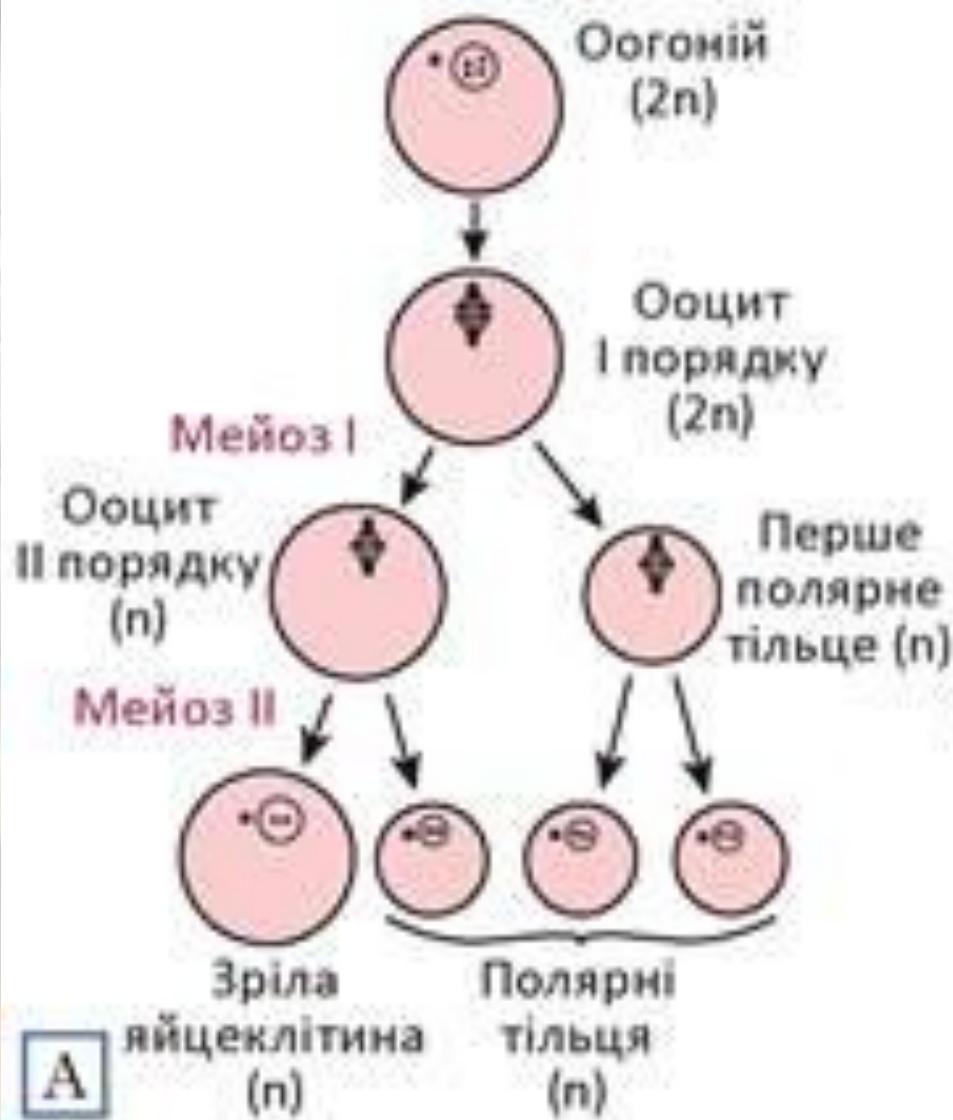 Оогоній
(2n)
Ооцит
І порядку
(2n)
Мейоз І
Ооцит
ІІ порядку
(n)
Перше
полярне
тільце (n)
Мейоз ІІ
Зріла
яйцеклітина
(n)
Полярні
тільця
(n)
А